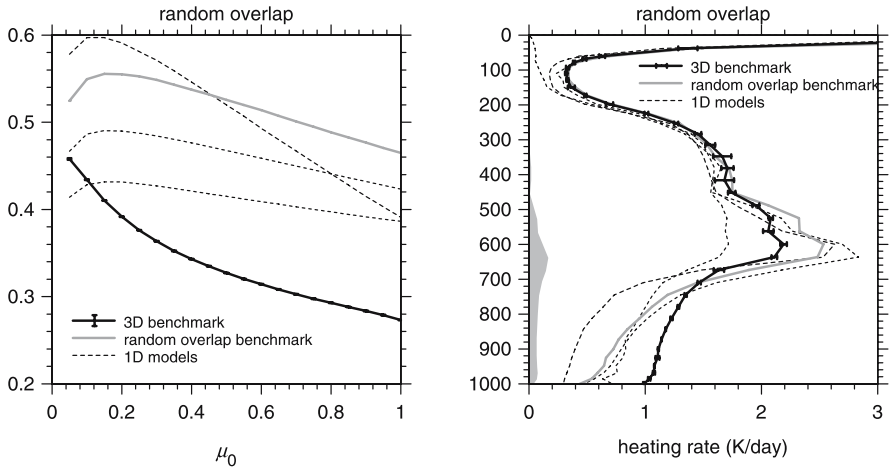 random overlap
0.6
0.5
0.4
0.3
0.2
3D benchmark
random overlap benchmark
1D models
0 0.2 0.4 0.6 0.8 1
μ0
random overlap
0
100
200
300
400
500
600
700
800
900
1000
3D benchmark
random overlap benchmark
1D models
0 1 2 3
heating rate (K/day)